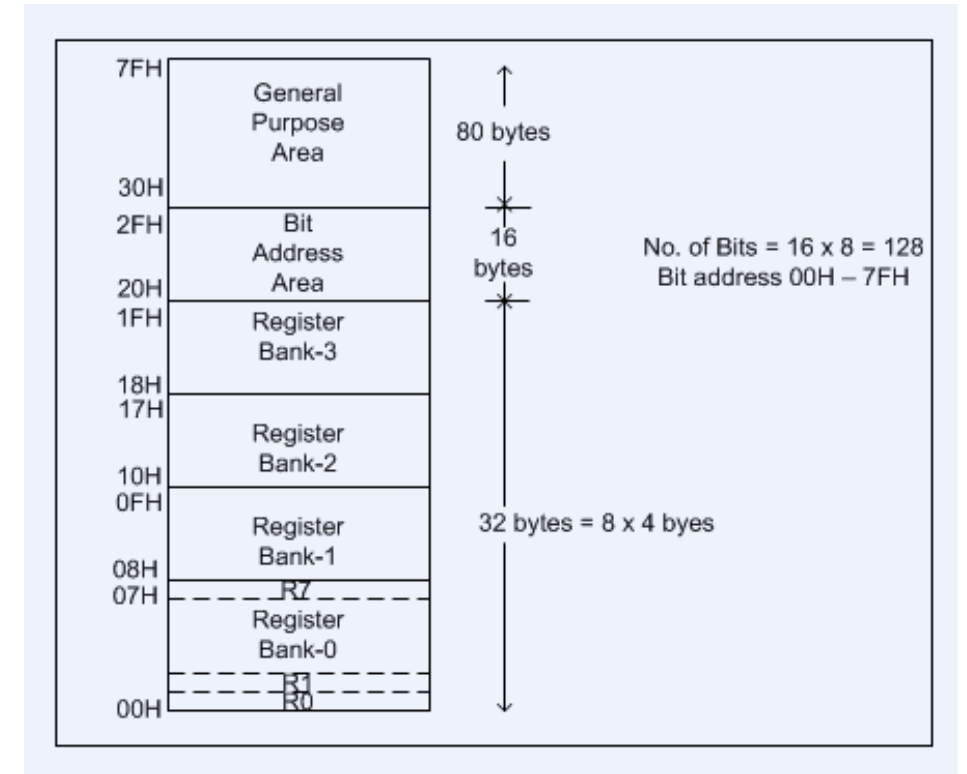 7FH
General
Purpose
Area
80 bytes
30H
2FH
Bit
Address
Area
16
bytes
No. of Bits = 16 x 8 = 128
Bit address 00H – 7FH
20H
1FH
Register
Bank-3
18H
17H
Register
Bank-2
10H
0FH
Register
Bank-1
32 bytes = 8 x 4 byes
08H
07H
R7
Register
Bank-0
R1
R0
00H